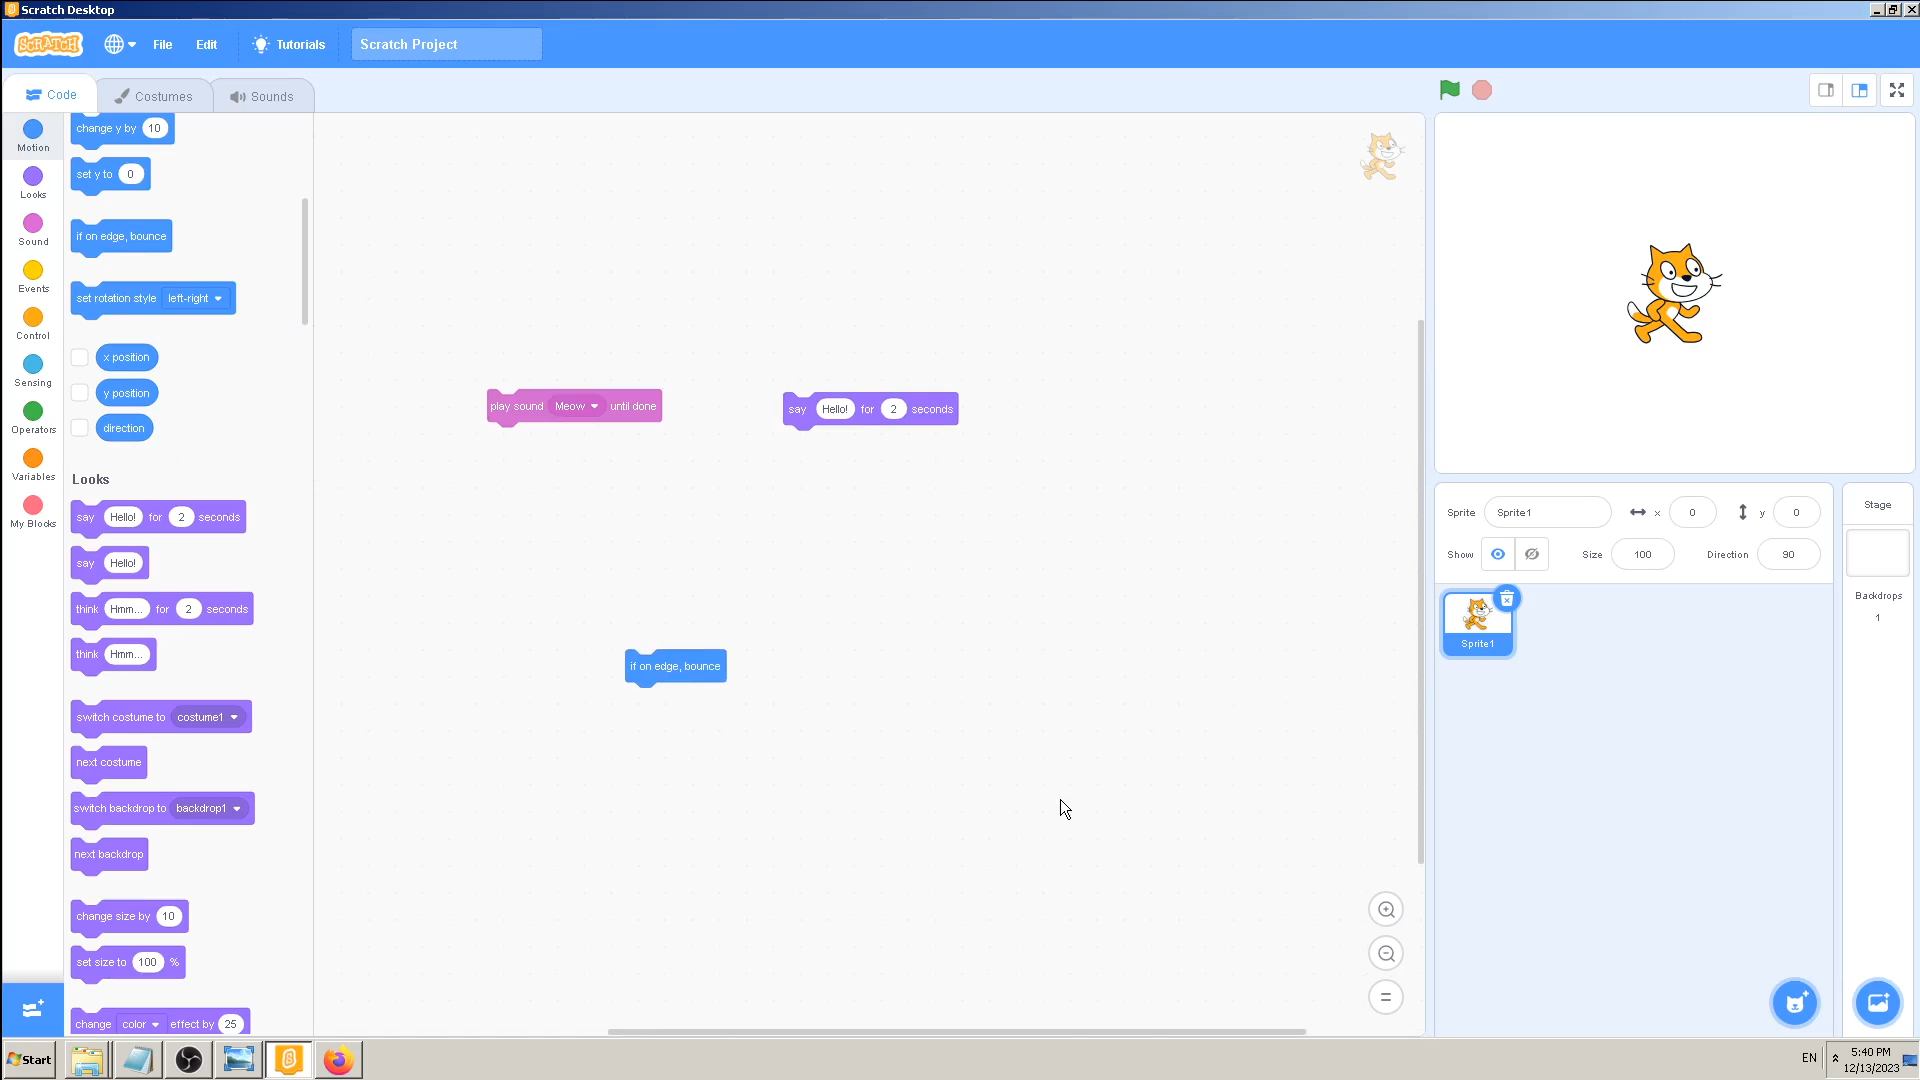 Scratch Desktop
SCRATCH File Edit Tutorials Scratch Project
Code Costumes Sounds
Motion
Looks
Sound
Events
Control
Sensing
Operators
Variables
My Blocks
change y by 10
set y to 0
if on edge, bounce
set rotation style left-right
x position
y position
direction
Looks
say Hello! for 2 seconds
say Hello!
think Hmm... for 2 seconds
think Hmm...
switch costume to costume1
next costume
switch backdrop to backdrop1
next backdrop
change size by 10
set size to 100 %
change color effect by 25
play sound Meow until done
say Hello! for 2 seconds
if on edge, bounce
Sprite Sprite1 x 0 y 0
Show Size 100 Direction 90
Sprite1
Stage
Backdrops
1
Start
EN
5:40 PM
12/13/2023